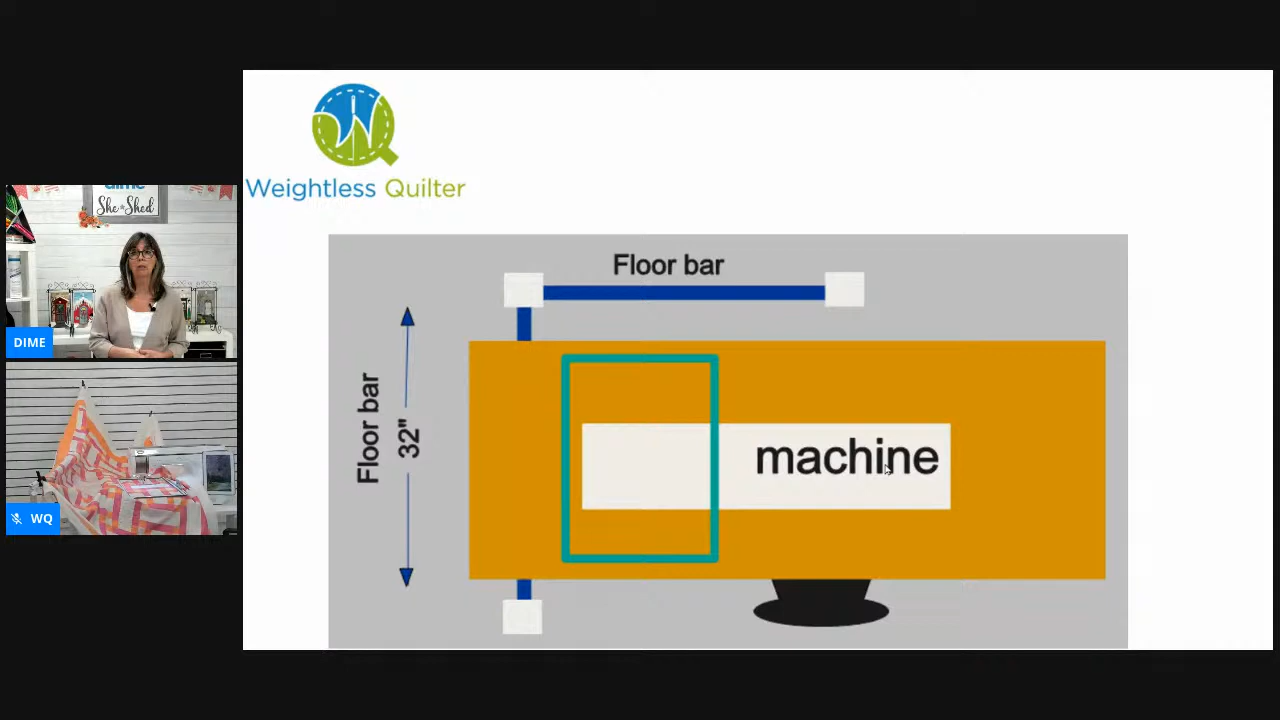 Weightless Quilter
Floor bar
Floor bar
32"
machine
dime
She Shed
DIME
WQ